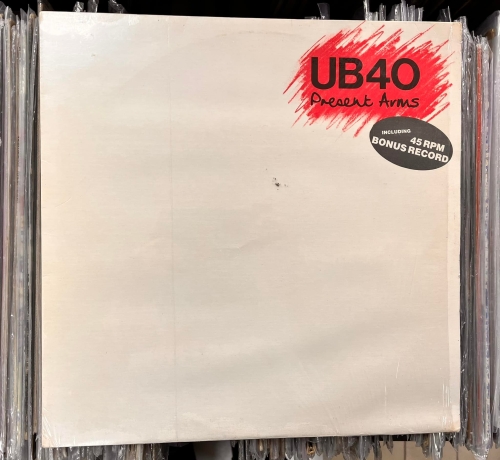 UB40
Present Arms
INCLUDING
45 RPM
BONUS RECORD